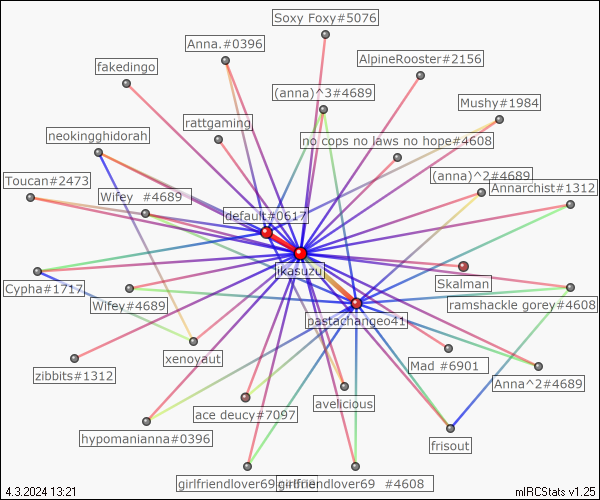 Soxy Foxy#5076
Anna.#0396
AlpineRooster#2156
fakedingo
(anna)^3#4689
Mushy#1984
rattgaming
neokingghidorah
no cops no laws no hope#4608
(anna)^2#4689
Toucan#2473
Annarchist#1312
Wifey  #4689
default#0617
ikasuzu
Skalman
Cypha#1717
Wifey#4689
ramshackle gorey#4608
pastachangeo41
xenoyaut
Mad #6901
zibbits#1312
Anna^2#4689
avelicious
ace deucy#7097
hypomanianna#0396
frisout
girlfriendlover69
girlfriendlover69  #4608
4.3.2024 13:21
mIRCStats v1.25